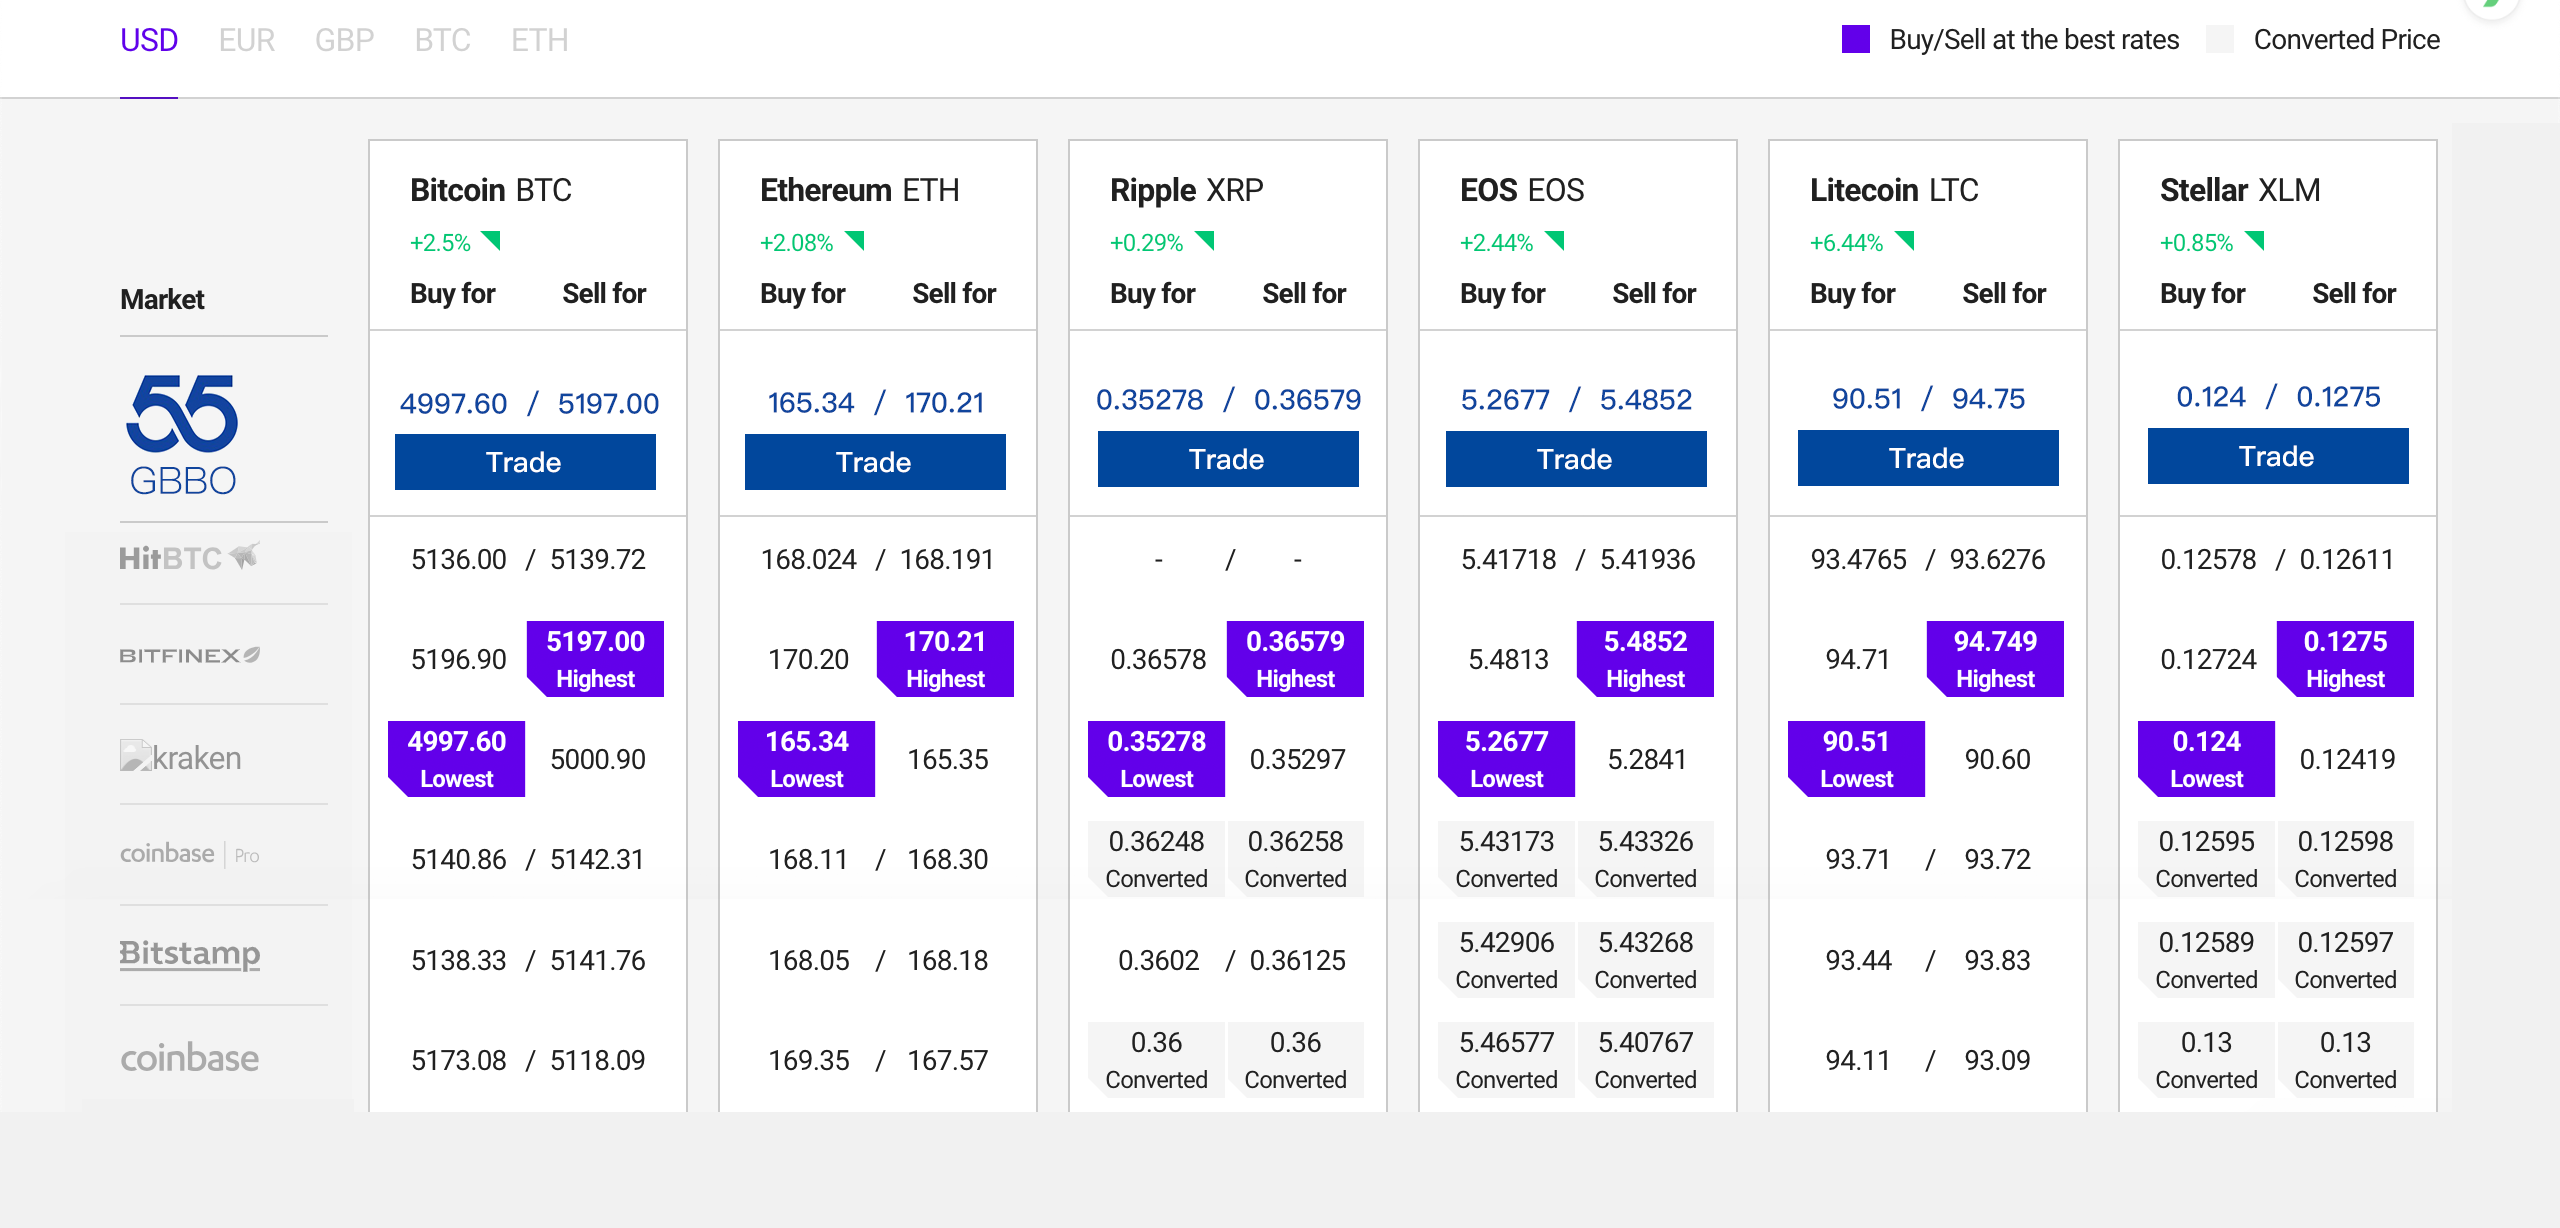 USD EUR GBP BTC ETH Buy/Sell at the best rates Converted Price
Bitcoin BTC Ethereum ETH Ripple XRP EOS EOS Litecoin LTC Stellar XLM
+2.5% +2.08% +0.29% +2.44% +6.44% +0.85%
Market Buy for Sell for Buy for Sell for Buy for Sell for Buy for Sell for Buy for Sell for Buy for Sell for
55 4997.60 / 5197.00 165.34 / 170.21 0.35278 / 0.36579 5.2677 / 5.4852 90.51 / 94.75 0.124 / 0.1275
GBBO Trade Trade Trade Trade Trade Trade
HitBTC 5136.00 / 5139.72 168.024 / 168.191 - / - 5.41718 / 5.41936 93.4765 / 93.6276 0.12578 / 0.12611
BITFINEX 5196.90 5197.00 170.20 170.21 0.36578 0.36579 5.4813 5.4852 94.71 94.749 0.12724 0.1275
Highest Highest Highest Highest Highest Highest
kraken 4997.60 5000.90 165.34 165.35 0.35278 0.35297 5.2677 5.2841 90.51 90.60 0.124 0.12419
Lowest Lowest Lowest Lowest Lowest Lowest
coinbase Pro 5140.86 / 5142.31 168.11 / 168.30 0.36248 0.36258 5.43173 5.43326 93.71 / 93.72 0.12595 0.12598
Converted Converted Converted Converted Converted Converted
Bitstamp 5138.33 / 5141.76 168.05 / 168.18 0.3602 / 0.36125 5.42906 5.43268 93.44 / 93.83 0.12589 0.12597
Converted Converted Converted Converted
coinbase 5173.08 / 5118.09 169.35 / 167.57 0.36 0.36 5.46577 5.40767 94.11 / 93.09 0.13 0.13
Converted Converted Converted Converted Converted Converted